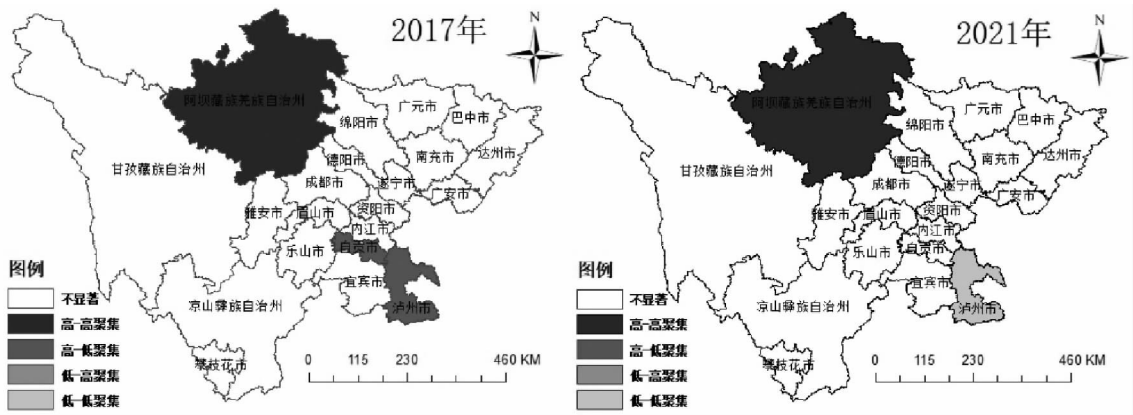 2017年
N
阿坝藏族羌族自治州
广元市
巴中市
绵阳市
达州市
南充市
甘孜藏族自治州
德阳市
成都市
遂宁市
广安市
雅安市
眉山市
资阳市
内江市
自贡市
乐山市
宜宾市
泸州市
凉山彝族自治州
攀枝花市
图例
不显著
高-高聚集
高-低聚集
低-高聚集
低-低聚集
0 115 230 460 KM
2021年
N
阿坝藏族羌族自治州
广元市
巴中市
绵阳市
达州市
南充市
甘孜藏族自治州
德阳市
成都市
遂宁市
广安市
雅安市
眉山市
资阳市
内江市
自贡市
乐山市
宜宾市
泸州市
凉山彝族自治州
攀枝花市
图例
不显著
高-高聚集
高-低聚集
低-高聚集
低-低聚集
0 115 230 460 KM